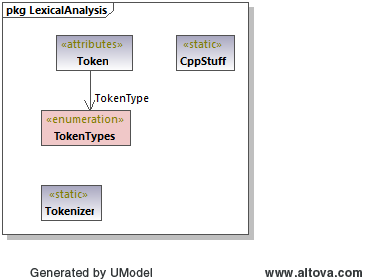 pkg LexicalAnalysis
«attributes»
Token
«static»
CppStuff
TokenType
«enumeration»
TokenTypes
«static»
Tokenizer
Generated by UModel
www.altova.com